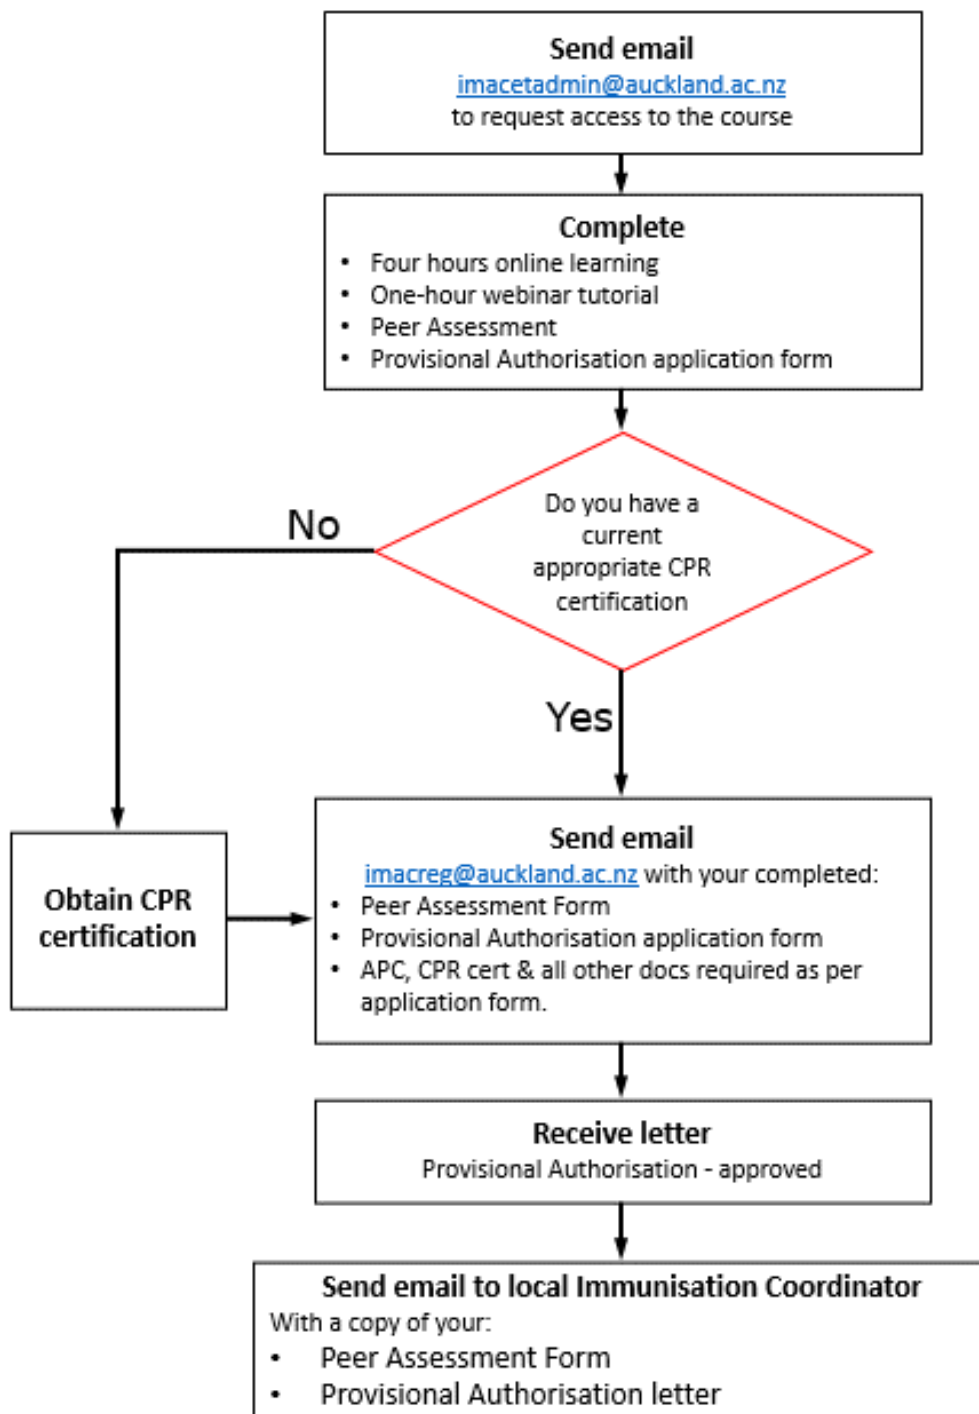 Send email
imacetadmin@auckland.ac.nz
to request access to the course
Complete
• Four hours online learning
• One-hour webinar tutorial
• Peer Assessment
• Provisional Authorisation application form
Do you have a
current
appropriate CPR
certification
No
Yes
Obtain CPR
certification
Send email
imacreg@auckland.ac.nz with your completed:
• Peer Assessment Form
• Provisional Authorisation application form
• APC, CPR cert & all other docs required as per
application form.
Receive letter
Provisional Authorisation - approved
Send email to local Immunisation Coordinator
With a copy of your:
• Peer Assessment Form
• Provisional Authorisation letter